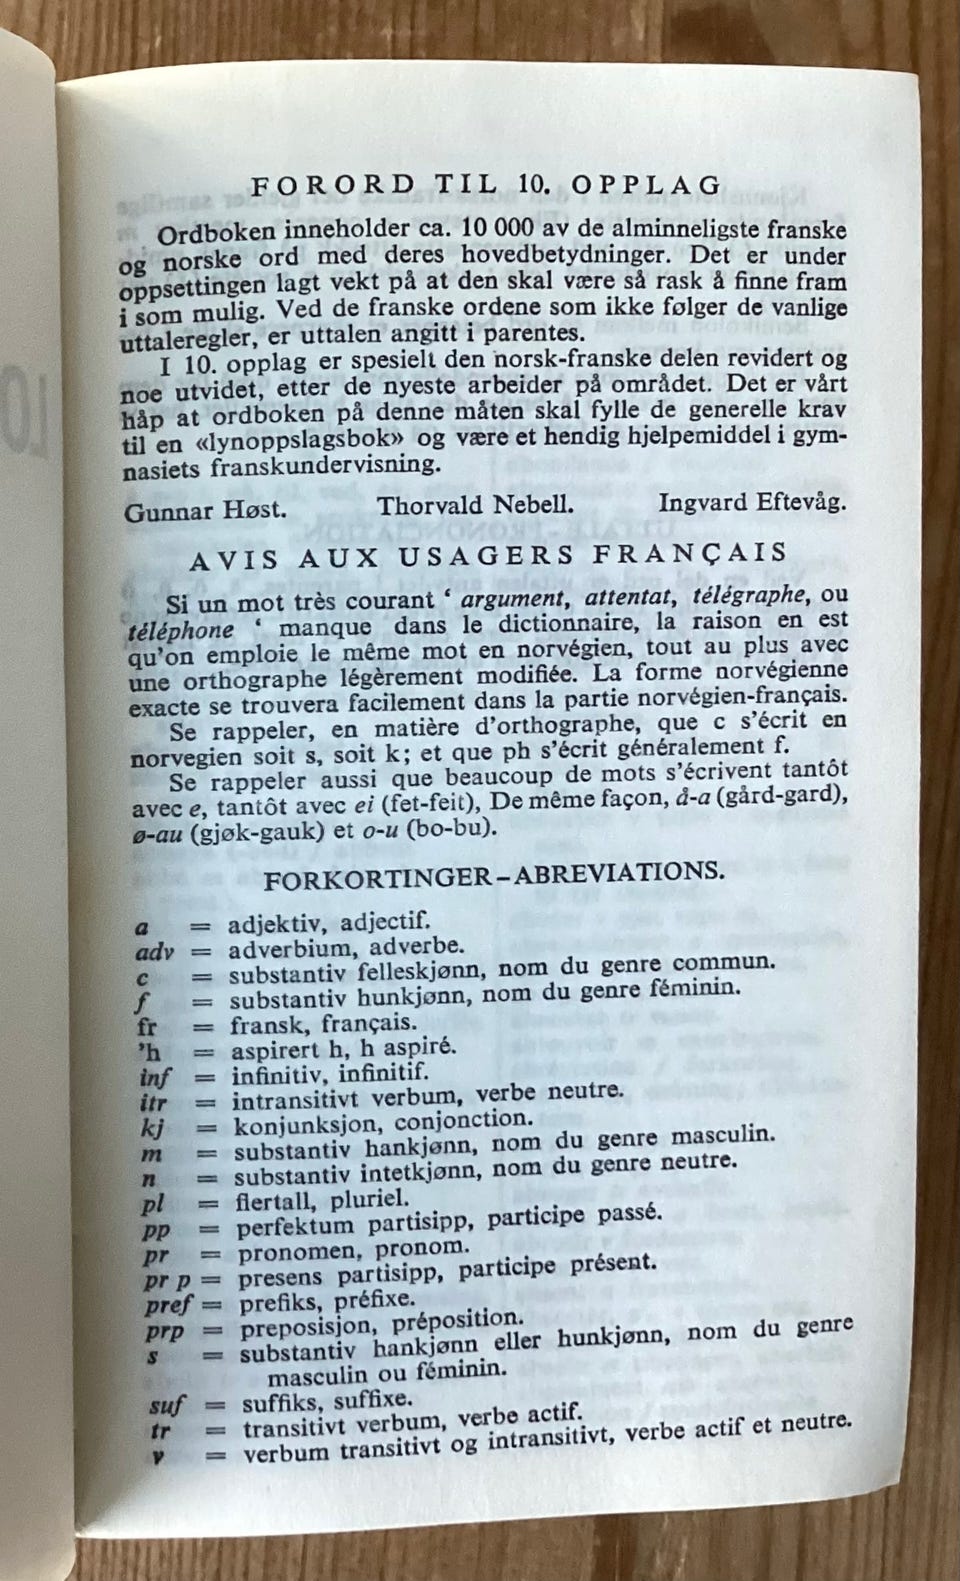 FORORD TIL 10. OPPLAG
Ordboken inneholder ca. 10 000 av de alminneligste franske
og norske ord med deres hovedbetydninger. Det er under
oppsettingen lagt vekt på at den skal være så rask å finne fram
i som mulig. Ved de franske ordene som ikke følger de vanlige
uttaleregler, er uttalen angitt i parentes.
I 10. opplag er spesielt den norsk-franske delen revidert og
noe utvidet, etter de nyeste arbeider på området. Det er vårt
håp at ordboken på denne måten skal fylle de generelle krav
til en «lynoppslagsbok» og være et hendig hjelpemiddel i gym-
nasiets franskundervisning.
Gunnar Høst. Thorvald Nebell. Ingvard Eftevåg.
AVIS AUX USAGERS FRANÇAIS
Si un mot très courant ‘ argument, attentat, télégraphe, ou
téléphone ‘ manque dans le dictionnaire, la raison en est
qu'on emploie le même mot en norvégien, tout au plus avec
une orthographe légèrement modifiée. La forme norvégienne
exacte se trouvera facilement dans la partie norvégien-français.
Se rappeler, en matière d'orthographe, que c s'écrit en
norvegien soit s, soit k; et que ph s'écrit généralement f.
Se rappeler aussi que beaucoup de mots s'écrivent tantôt
avec e, tantôt avec ei (fet-feit), De même façon, å-a (gård-gard),
ø-au (gjøk-gauk) et o-u (bo-bu).
FORKORTINGER – ABREVIATIONS.
a = adjektiv, adjectif.
adv = adverbium, adverbe.
c = substantiv felleskjønn, nom du genre commun.
f = substantiv hunkjønn, nom du genre féminin.
fr = fransk, français.
'h = aspirert h, h aspiré.
inf = infinitiv, infinitif.
itr = intransitivt verbum, verbe neutre.
kj = konjunksjon, conjonction.
m = substantiv hankjønn, nom du genre masculin.
n = substantiv intetkjønn, nom du genre neutre.
pl = flertall, pluriel.
pp = perfektum partisipp, participe passé.
pr = pronomen, pronom.
pr p = presens partisipp, participe présent.
pref = prefiks, préfixe.
prp = preposisjon, préposition.
s = substantiv hankjønn eller hunkjønn, nom du genre
masculin ou féminin.
suf = suffiks, suffixe.
tr = transitivt verbum, verbe actif.
v = verbum transitivt og intransitivt, verbe actif et neutre.